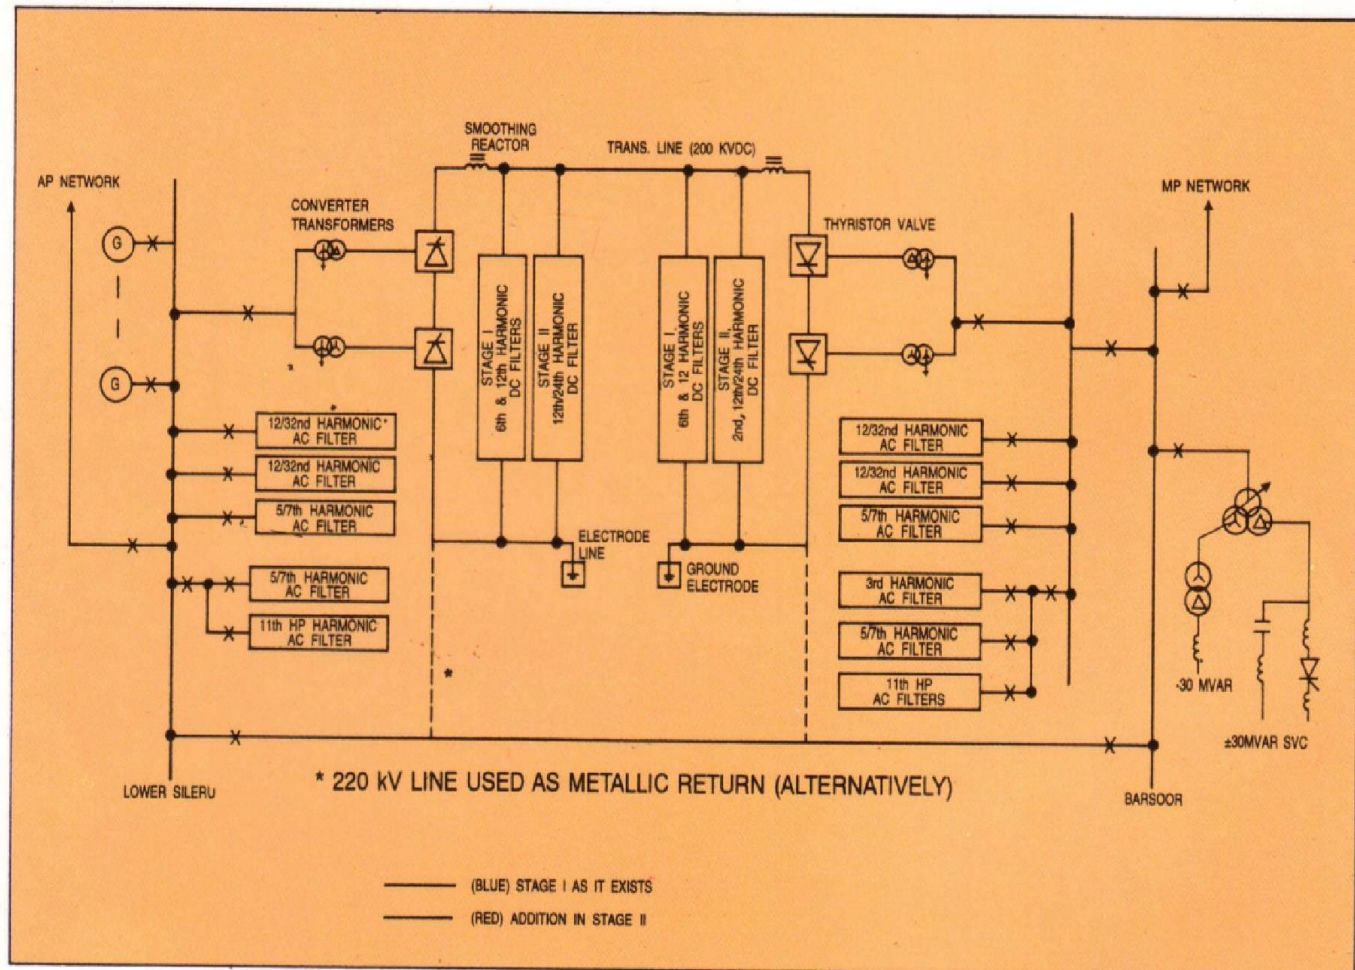 SMOOTHING
REACTOR
TRANS. LINE (200 KVDC)
AP NETWORK
MP NETWORK
CONVERTER
TRANSFORMERS
THYRISTOR VALVE
G
G
STAGE I
6th & 12th HARMONIC
DC FILTERS
STAGE II
12th/24th HARMONIC
DC FILTER
STAGE I,
6th & 12 HARMONIC
DC FILTERS
STAGE II,
2nd, 12th/24th HARMONIC
DC FILTER
12/32nd HARMONIC
AC FILTER
12/32nd HARMONIC
AC FILTER
5/7th HARMONIC
AC FILTER
5/7th HARMONIC
AC FILTER
11th HP HARMONIC
AC FILTER
ELECTRODE
LINE
GROUND
ELECTRODE
12/32nd HARMONIC
AC FILTER
12/32nd HARMONIC
AC FILTER
5/7th HARMONIC
AC FILTER
3rd HARMONIC
AC FILTER
5/7th HARMONIC
AC FILTER
11th HP
AC FILTERS
-30 MVAR
±30MVAR SVC
*
* 220 kV LINE USED AS METALLIC RETURN (ALTERNATIVELY)
LOWER SILERU
BARSOOR
(BLUE) STAGE I AS IT EXISTS
(RED) ADDITION IN STAGE II